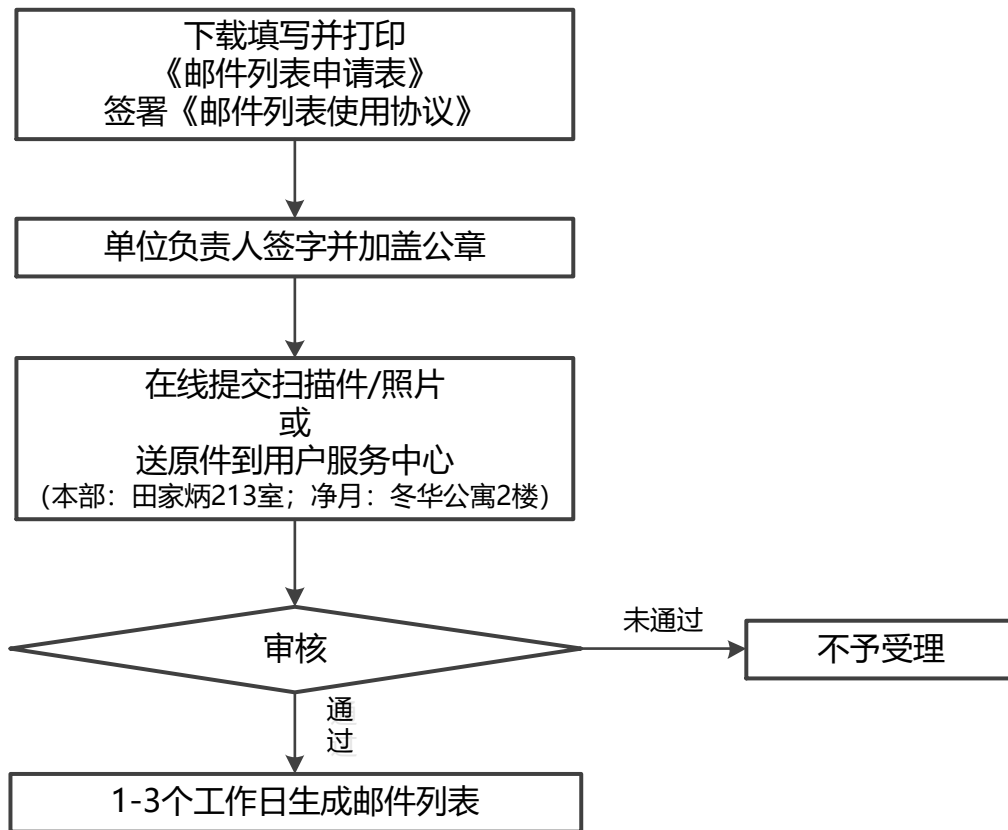 下载填写并打印
《邮件列表申请表》
签署《邮件列表使用协议》
单位负责人签字并加盖公章
在线提交扫描件/照片
或
送原件到用户服务中心
（本部：田家炳213室；净月：冬华公寓2楼）
审核
未通过
不予受理
通
过
1-3个工作日生成邮件列表